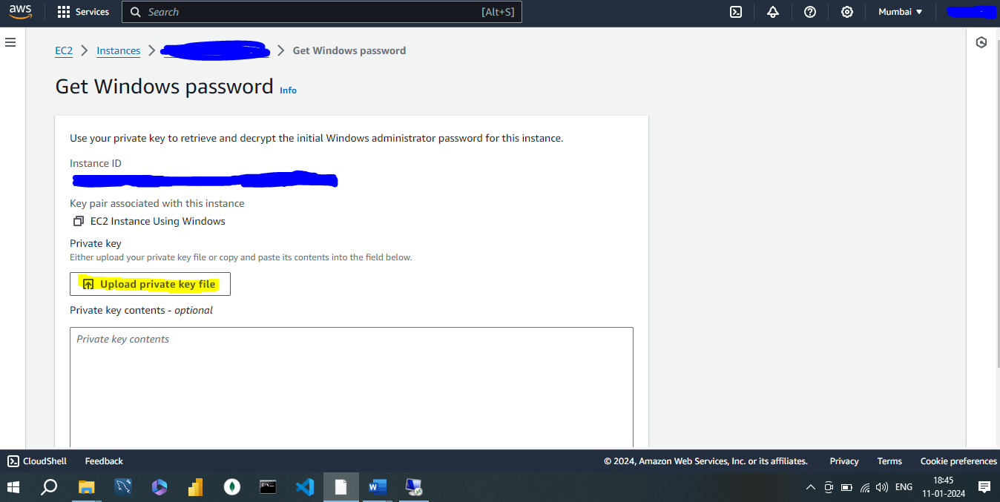 aws Services Search [Alt+S] Mumbai
EC2 Instances Get Windows password
Get Windows password Info
Use your private key to retrieve and decrypt the initial Windows administrator password for this instance.
Instance ID
Key pair associated with this instance
EC2 Instance Using Windows
Private key
Either upload your private key file or copy and paste its contents into the field below.
Upload private key file
Private key contents - optional
Private key contents
CloudShell Feedback © 2024, Amazon Web Services, Inc. or its affiliates. Privacy Terms Cookie preferences
ENG 18:45
11-01-2024